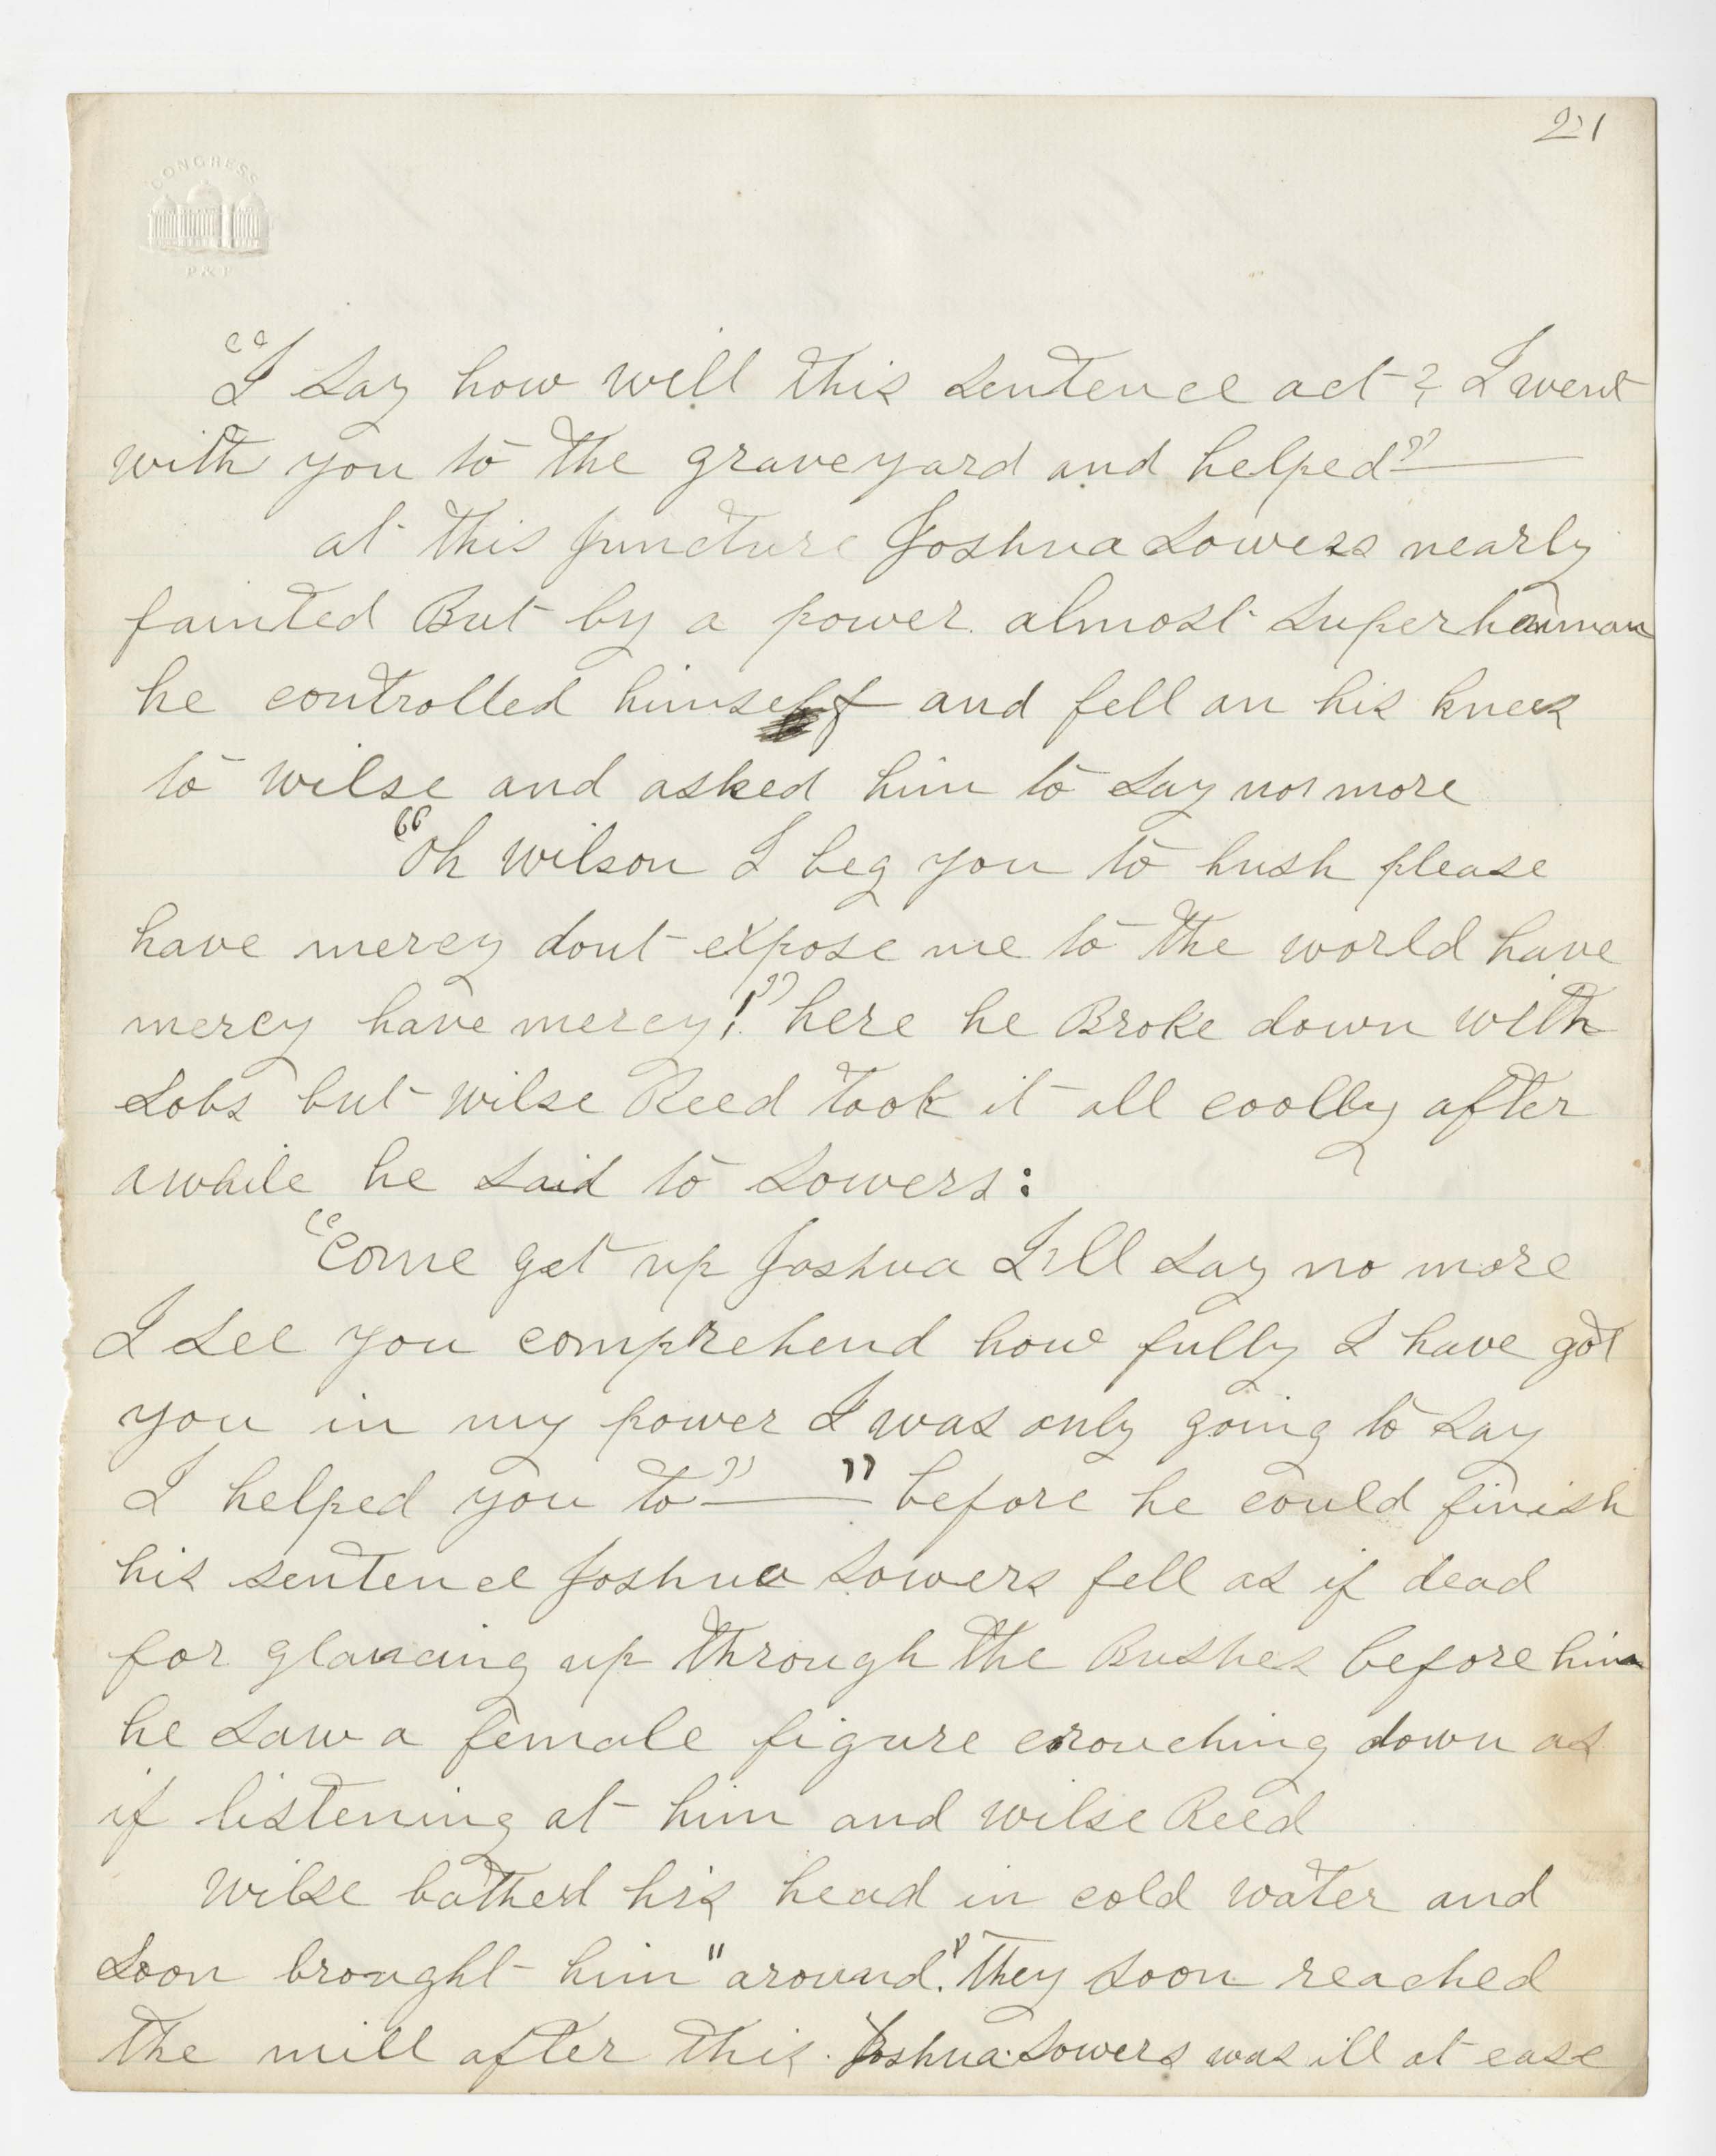 221
CONGRESS
P & P
"I say how will this sentence act? I went
with you to the graveyard and helped"—
at this juncture Joshua Sowers nearly
fainted But by a power almost superhuman
he controlled himself and fell on his knees
to wilse and asked him to say no more
"Oh wilson I beg you to hush please
have mercy dont expose me to the world have
mercy have mercy!" here he Broke down with
sobs but wilse Reed took it all coolly after
awhile he said to Sowers:
"Come get up Joshua I'll say no more
I see you comprehend how fully I have got
you in my power I was only going to say
I helped you to"—" before he could finish
his sentence Joshua Sowers fell as if dead
for glancing up through the Bushes before him
he saw a female figure crouching down as
if listening at him and wilse Reed
Wilse bathed his head in cold water and
soon brought him "around." They soon reached
the mill after this. Joshua Sowers was ill at ease